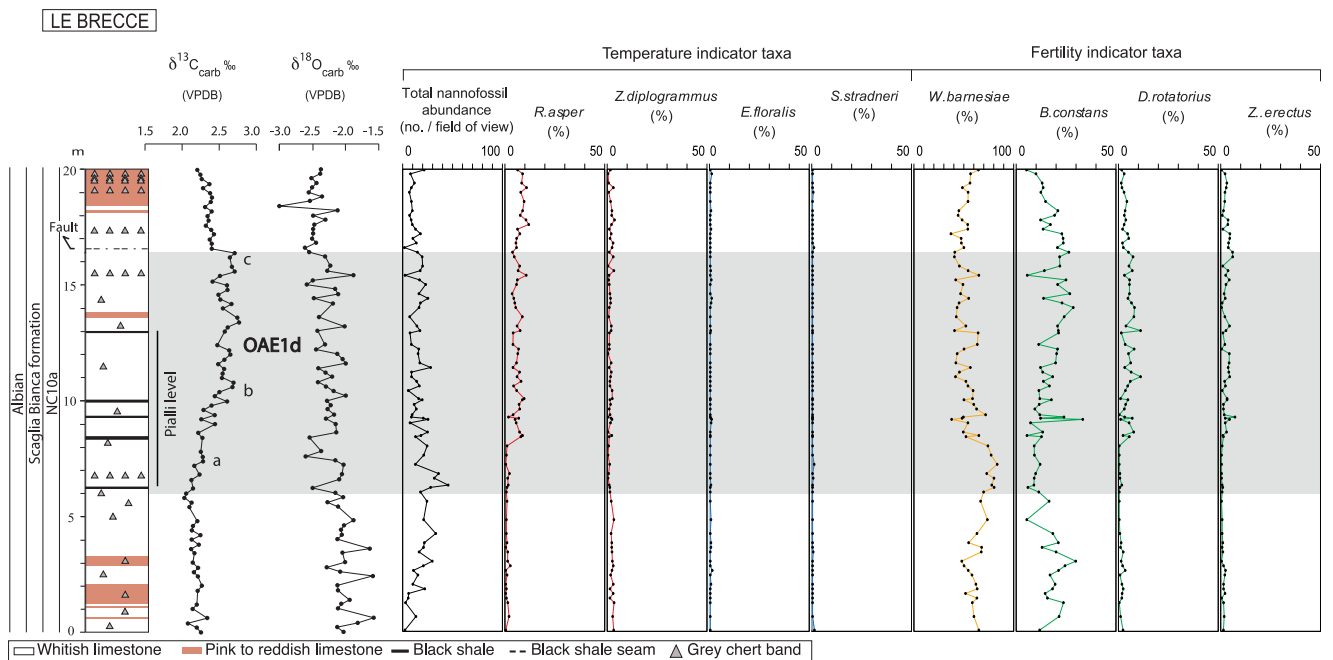 LE BRECCE
δ13Ccarb ‰
(VPDB)
1.5 2.0 2.5 3.0
δ18Ocarb ‰
(VPDB)
-3.0 -2.5 -2.0 -1.5
Temperature indicator taxa
Fertility indicator taxa
Total nannofossil
abundance
(no. / field of view)
0 100
R.asper
(%)
0 50
Z.diplogrammus
(%)
0 50
E.floralis
(%)
0 50
S.stradneri
(%)
0 50
W.barnesiae
(%)
0 100
B.constans
(%)
0 50
D.rotatorius
(%)
0 50
Z.erectus
(%)
0 50
m
20
15
10
5
0
Fault
Albian
Scaglia Bianca formation
NC10a
Pialli level
OAE1d
c
b
a
Whitish limestone
Pink to reddish limestone
Black shale
Black shale seam
Grey chert band